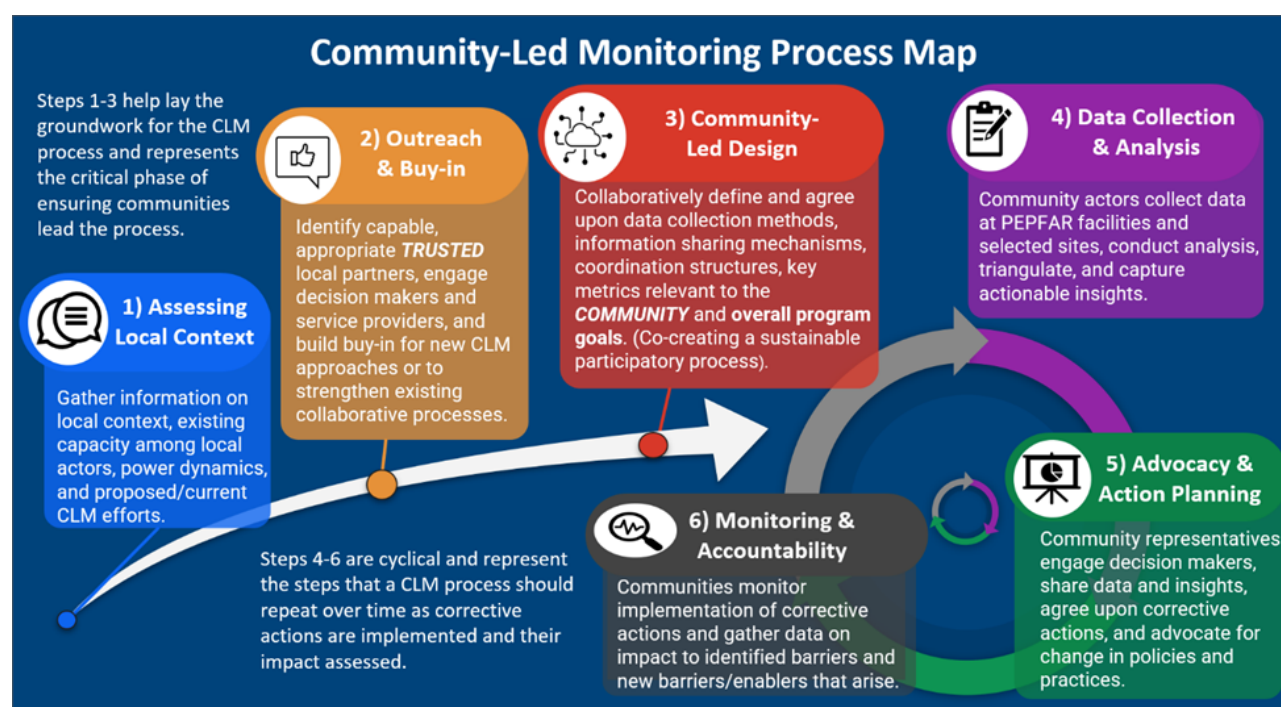 Community-Led Monitoring Process Map
Steps 1-3 help lay the
groundwork for the CLM
process and represents
the critical phase of
ensuring communities
lead the process.
1) Assessing
Local Context
Gather information on
local context, existing
capacity among local
actors, power dynamics,
and proposed/current
CLM efforts.
2) Outreach
& Buy-in
Identify capable,
appropriate TRUSTED
local partners, engage
decision makers and
service providers, and
build buy-in for new CLM
approaches or to
strengthen existing
collaborative processes.
3) Community-
Led Design
Collaboratively define and agree
upon data collection methods,
information sharing mechanisms,
coordination structures, key
metrics relevant to the
COMMUNITY and overall program
goals. (Co-creating a sustainable
participatory process).
4) Data Collection
& Analysis
Community actors collect data
at PEPFAR facilities and
selected sites, conduct analysis,
triangulate, and capture
actionable insights.
5) Advocacy &
Action Planning
Community representatives
engage decision makers,
share data and insights,
agree upon corrective
actions, and advocate for
change in policies and
practices.
6) Monitoring &
Accountability
Communities monitor
implementation of corrective
actions and gather data on
impact to identified barriers and
new barriers/enablers that arise.
Steps 4-6 are cyclical and represent
the steps that a CLM process should
repeat over time as corrective
actions are implemented and their
impact assessed.